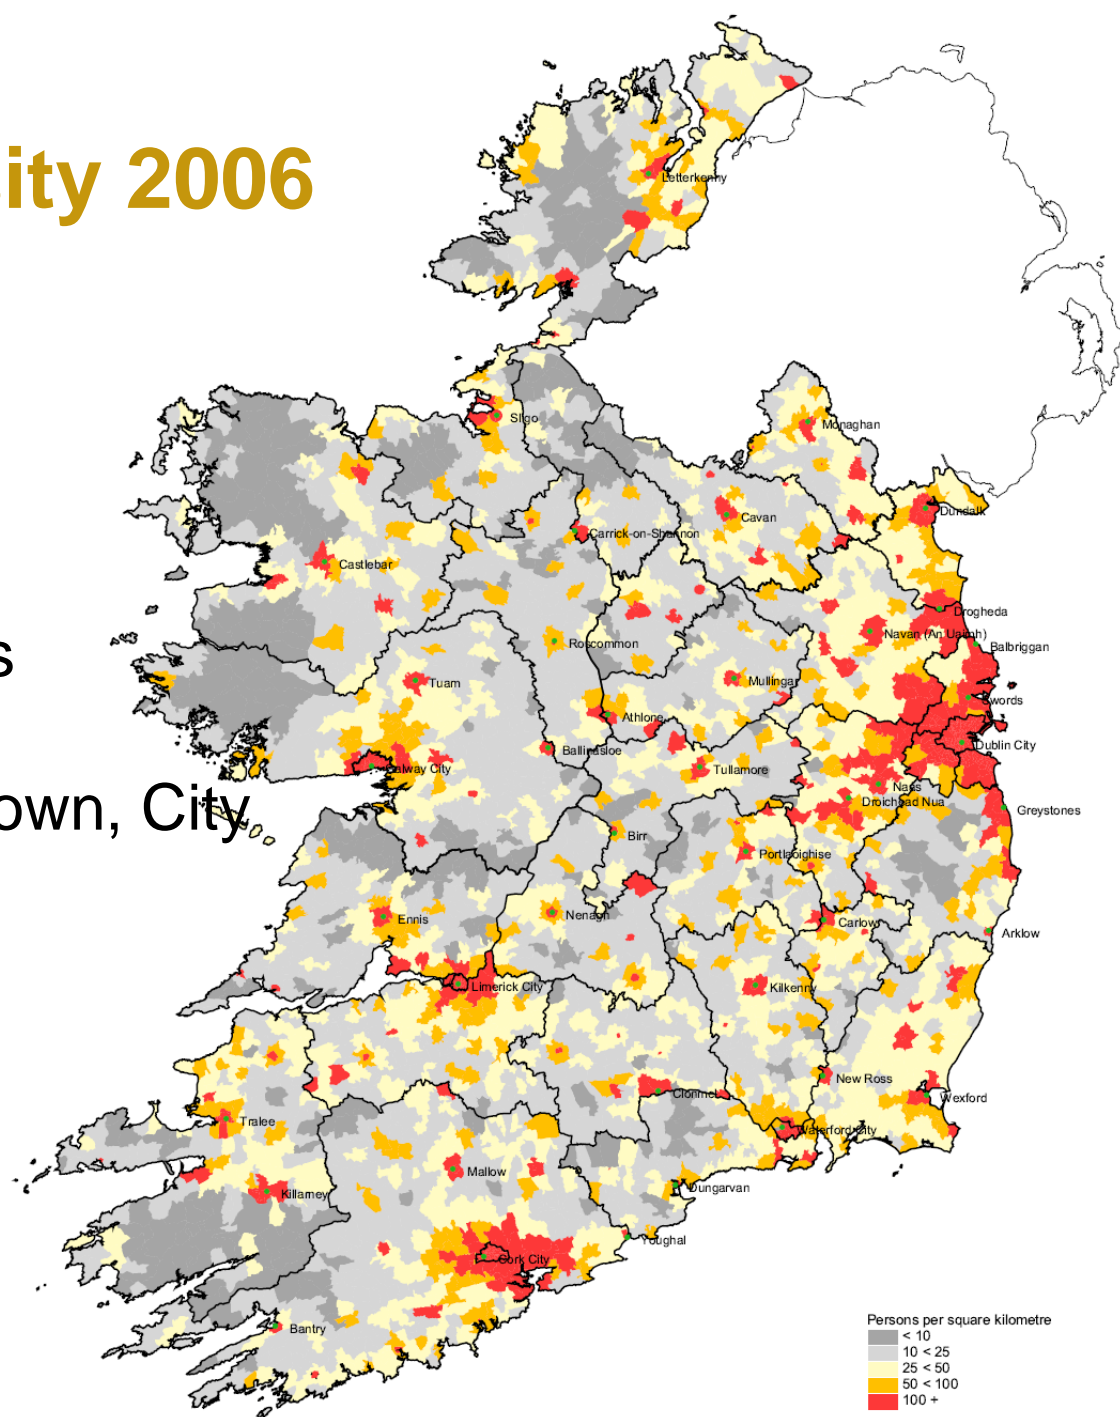 ity 2006
s
own, City
Letterkenny
Sligo
Monaghan
Cavan
Dundalk
Carrick-on-Shannon
Castlebar
Drogheda
Navan (An Uaimh)
Roscommon
Balbriggan
Tuam
Mullingar
Swords
Athlone
Dublin City
Ballinasloe
Galway City
Tullamore
Naas
Droichead Nua
Greystones
Birr
Portlaoighise
Ennis
Nenagh
Carlow
Arklow
Limerick City
Kilkenny
New Ross
Clonmel
Wexford
Tralee
Waterford City
Mallow
Killarney
Dungarvan
Youghal
Cork City
Bantry
Persons per square kilometre
< 10
10 < 25
25 < 50
50 < 100
100 +